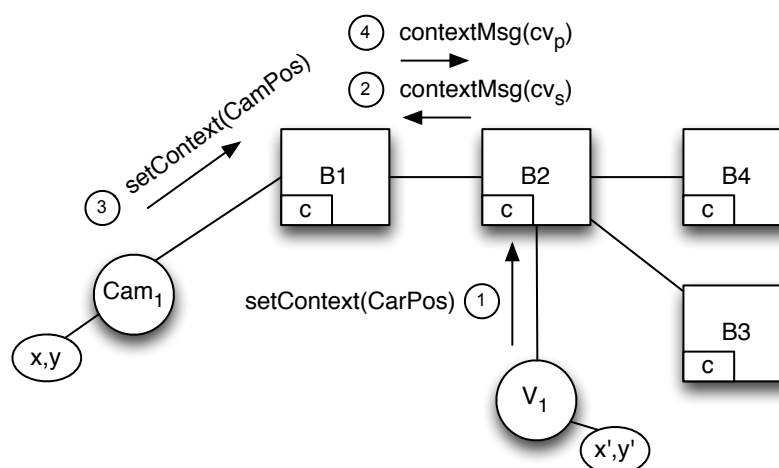 4 contextMsg(cvp)
2 contextMsg(cvs)
3 setContext(CamPos)
B1
c
B2
c
B4
c
Cam1
setContext(CarPos) 1
B3
c
x,y
V1
x',y'